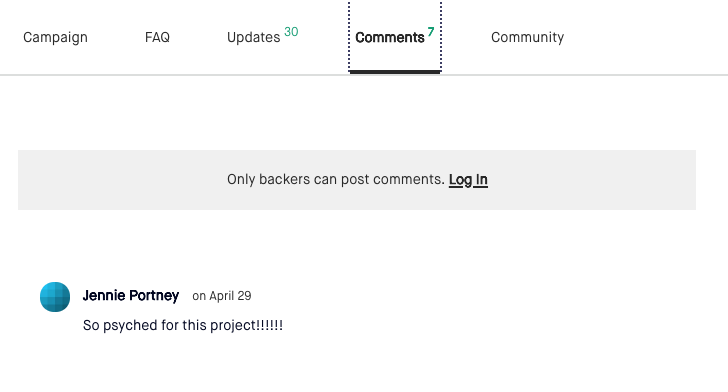 Campaign FAQ Updates 30 Comments 7 Community
Only backers can post comments. Log In
Jennie Portney on April 29
So psyched for this project!!!!!!